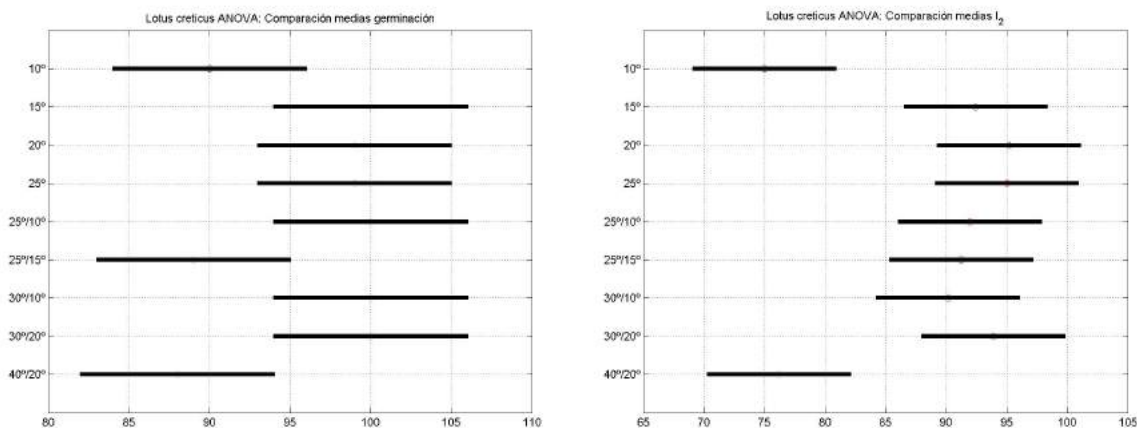 Lotus creticus ANOVA: Comparación medias germinación
10º
15º
20º
25º
25º/10º
25º/15º
30º/10º
30º/20º
40º/20º
80 85 90 95 100 105 110
Lotus creticus ANOVA: Comparación medias I2
10º
15º
20º
25º
25º/10º
25º/15º
30º/10º
30º/20º
40º/20º
65 70 75 80 85 90 95 100 105